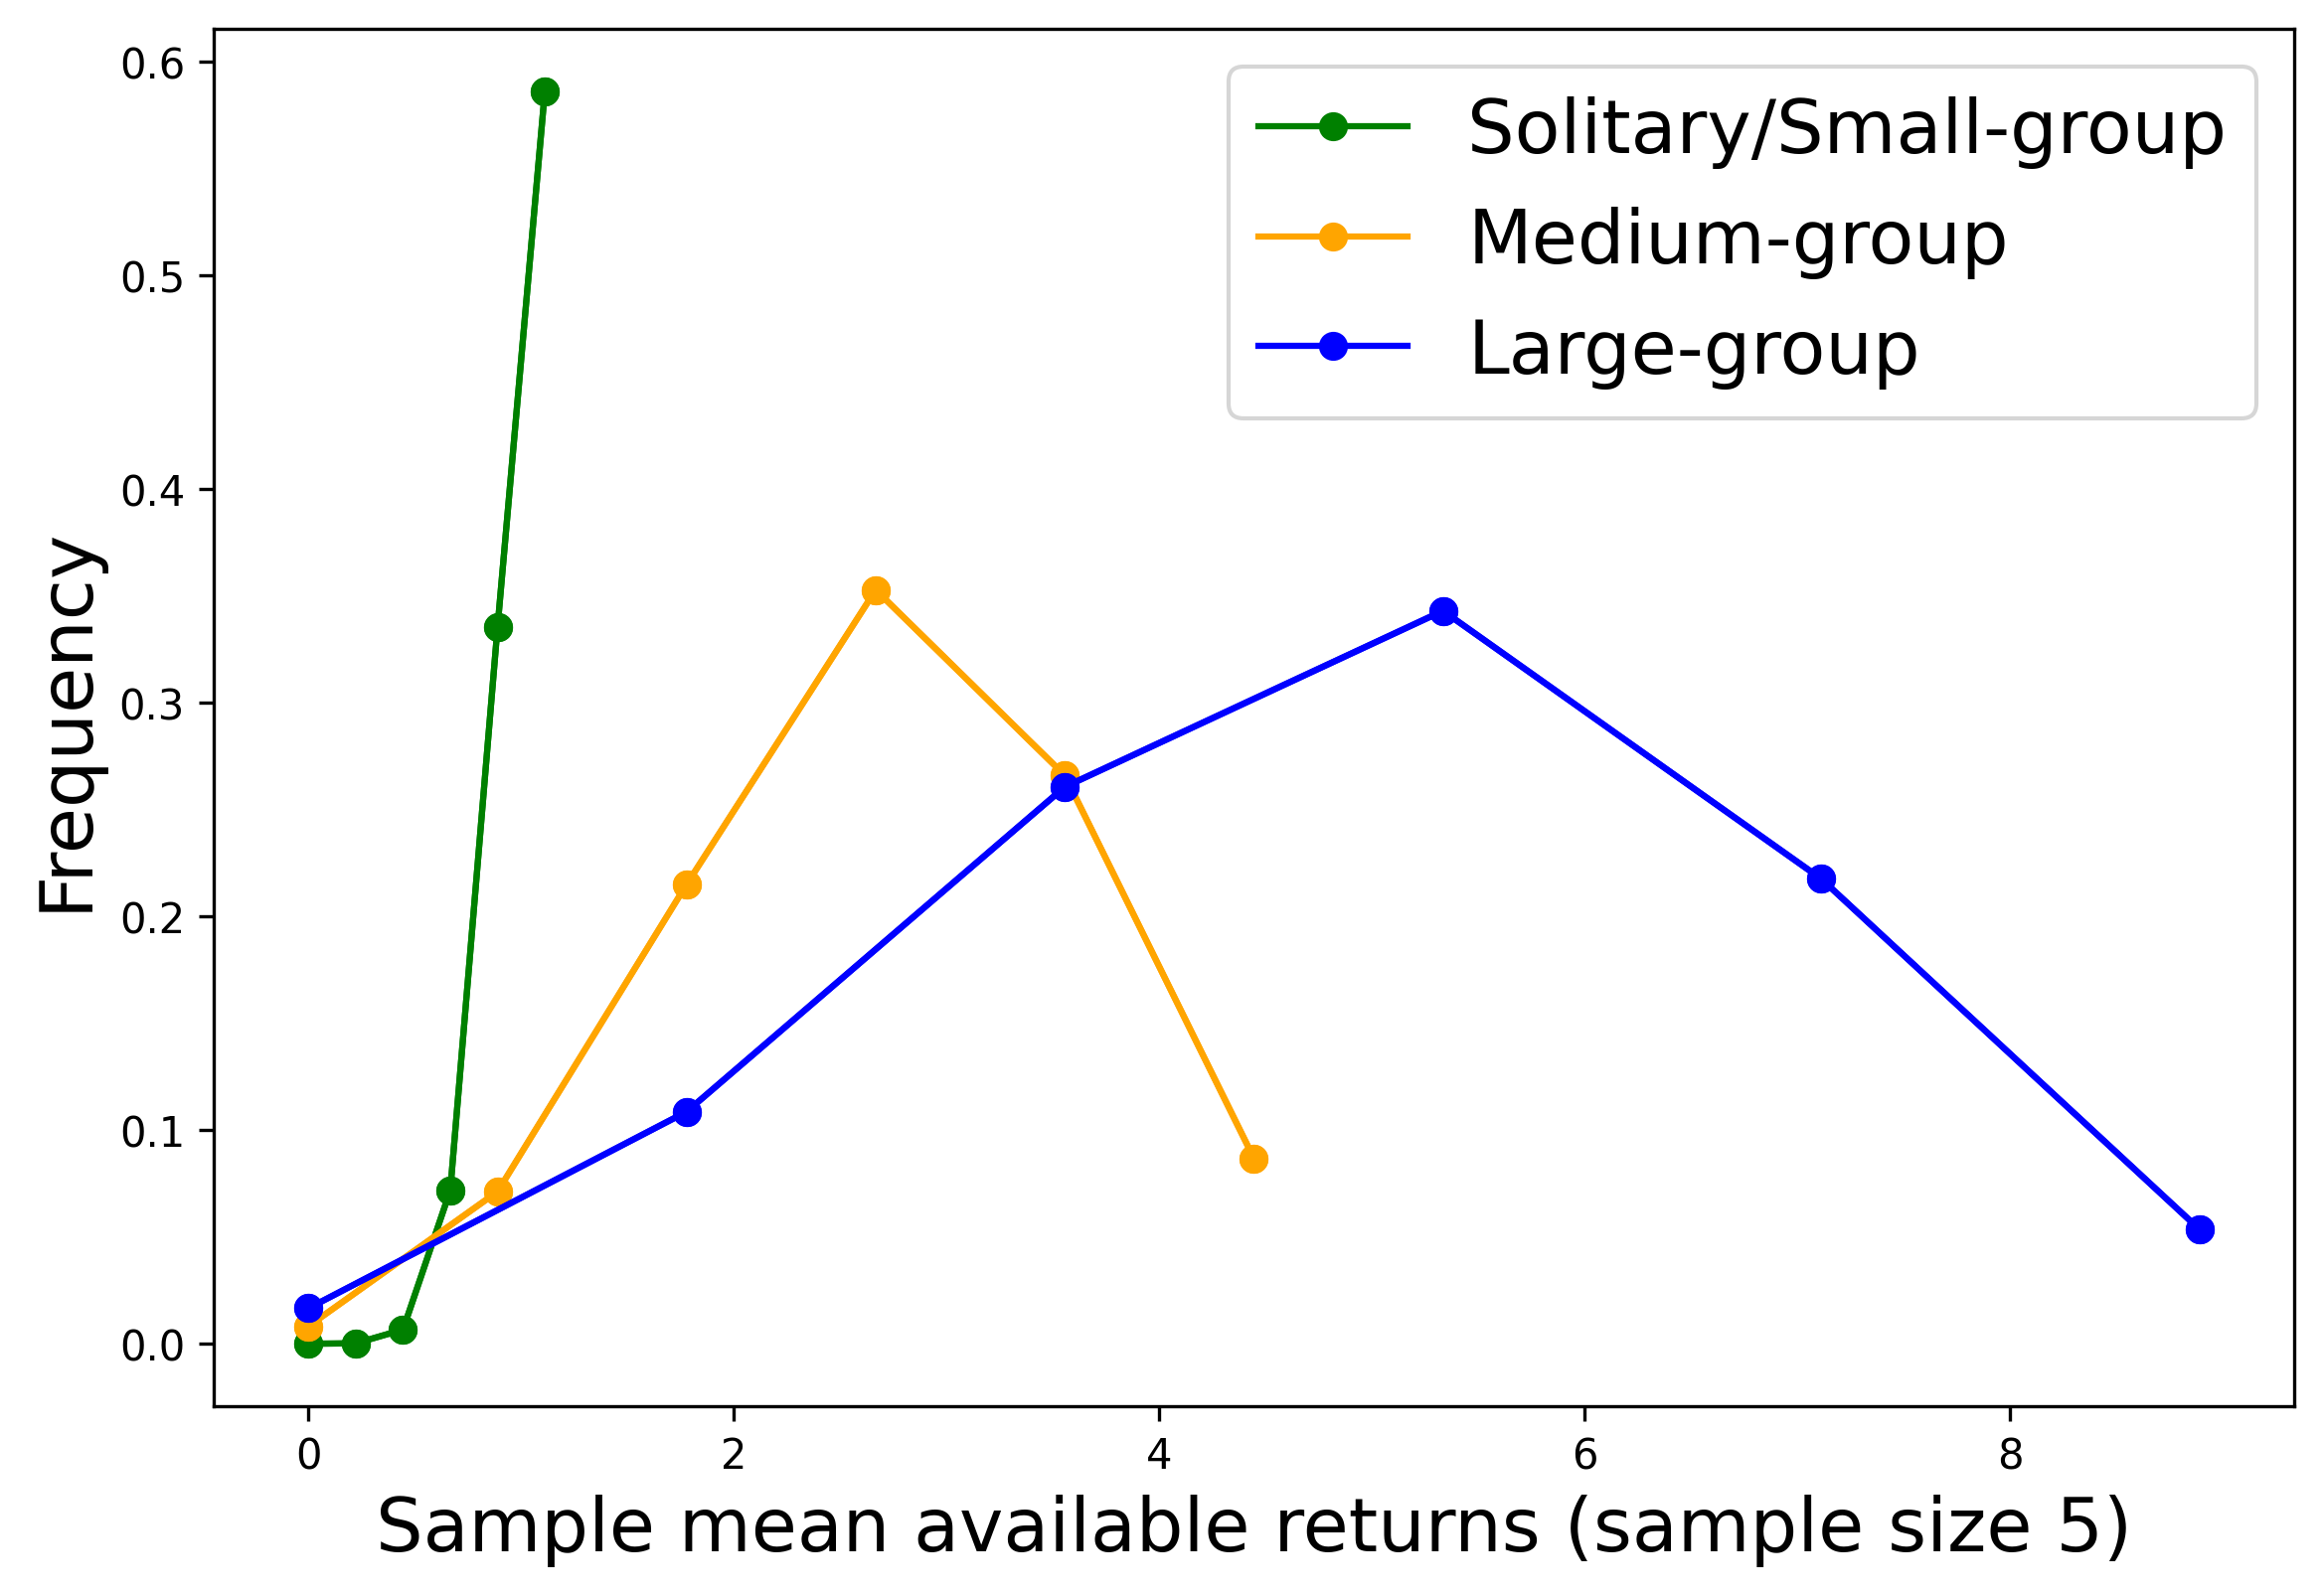 0.6
0.5
0.4
0.3
0.2
0.1
0.0
Frequency
Solitary/Small-group
Medium-group
Large-group
0 2 4 6 8
Sample mean available returns (sample size 5)